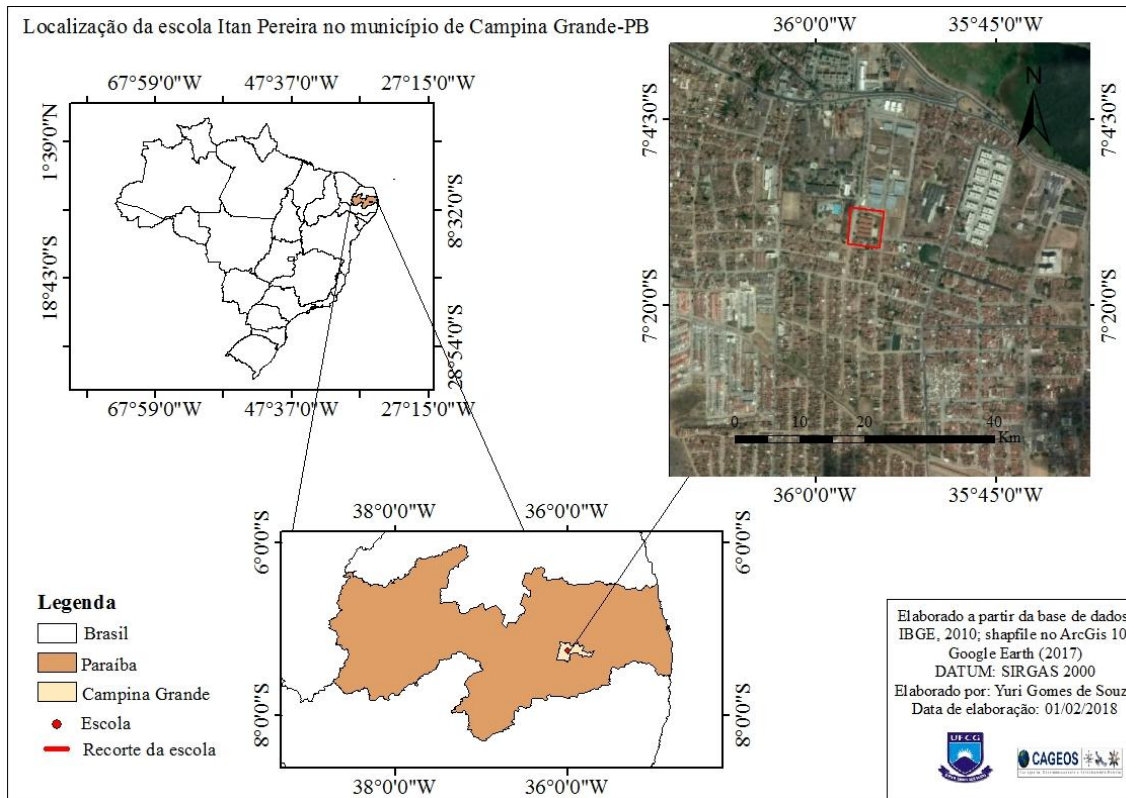 Localização da escola Itan Pereira no município de Campina Grande-PB
67°59'0"W 47°37'0"W 27°15'0"W
1°39'0"N
18°43'0"S
8°32'0"S
28°54'0"S
67°59'0"W 47°37'0"W 27°15'0"W
36°0'0"W 35°45'0"W
N
7°4'30"S
7°4'30"S
7°20'0"S
7°20'0"S
0 10 20 40
Km
36°0'0"W 35°45'0"W
38°0'0"W 36°0'0"W
6°0'0"S
6°0'0"S
8°0'0"S
8°0'0"S
38°0'0"W 36°0'0"W
Legenda
Brasil
Paraíba
Campina Grande
Escola
Recorte da escola
Elaborado a partir da base de dados
IBGE, 2010; shapfile no ArcGis 10
Google Earth (2017)
DATUM: SIRGAS 2000
Elaborado por: Yuri Gomes de Souz
Data de elaboração: 01/02/2018
UFCG
CAGEOS